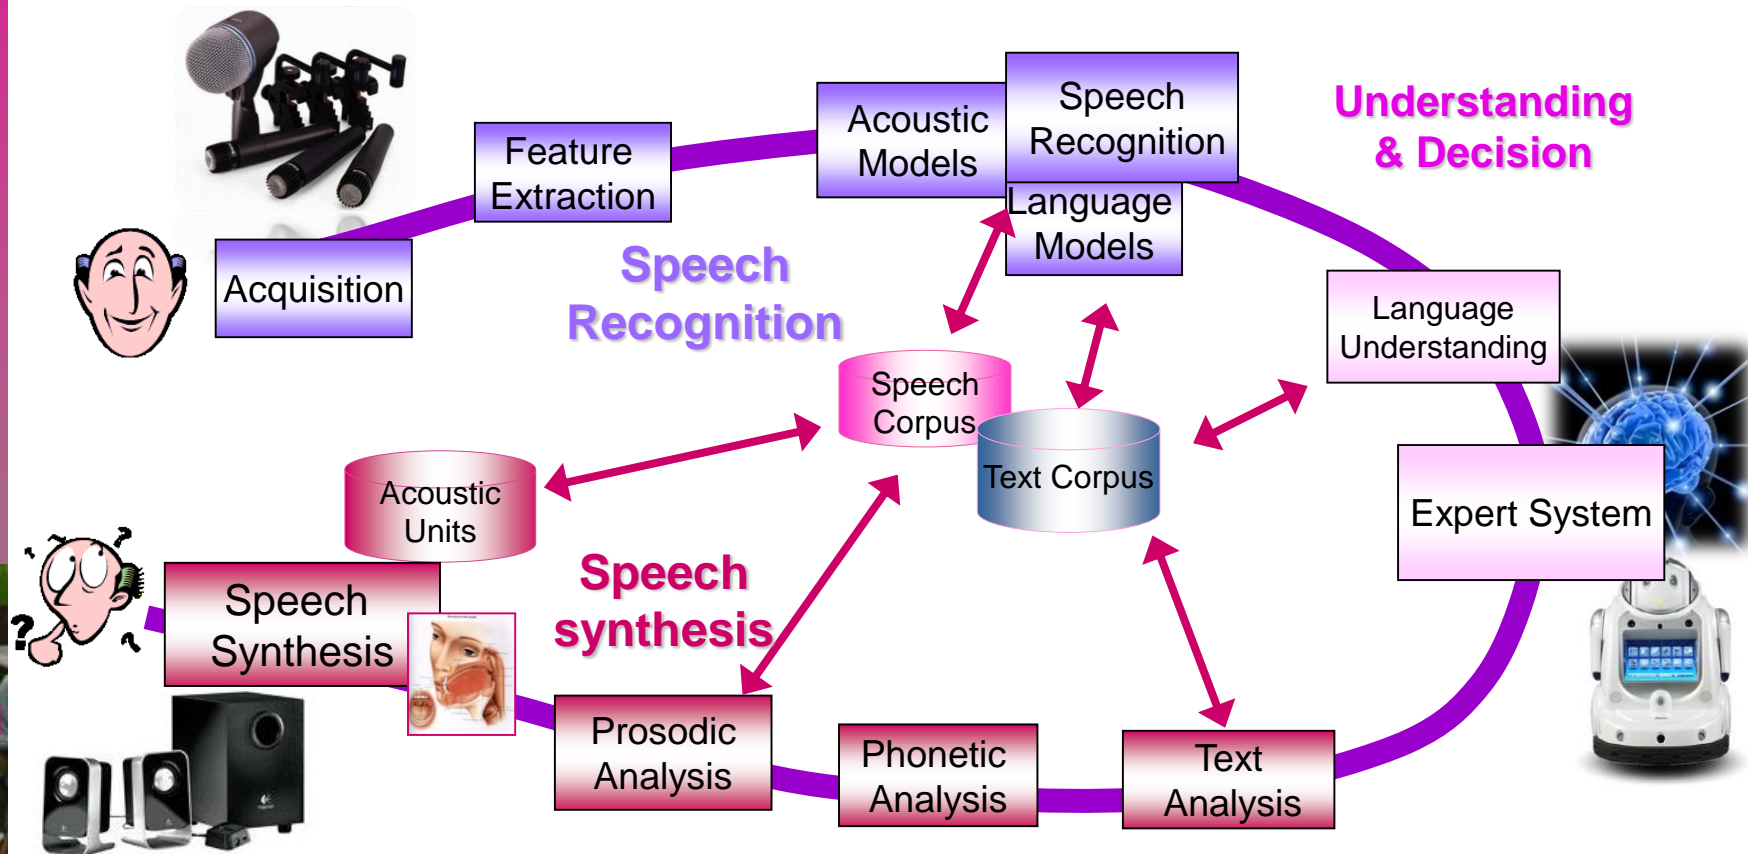 Acquisition
Feature
Extraction
Acoustic
Models
Speech
Recognition
Language
Models
Understanding
& Decision
Speech
Recognition
Language
Understanding
Speech
Corpus
Text Corpus
Expert System
Acoustic
Units
Speech
synthesis
Speech
Synthesis
Prosodic
Analysis
Phonetic
Analysis
Text
Analysis
?
?
?
?
?